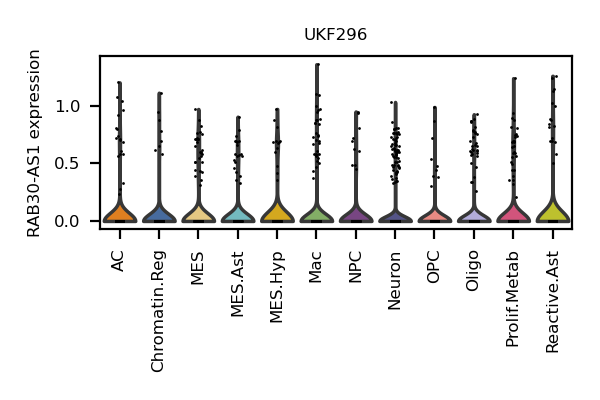 UKF296
RAB30-AS1 expression
1.0
0.5
0.0
AC
Chromatin.Reg
MES
MES.Ast
MES.Hyp
Mac
NPC
Neuron
OPC
Oligo
Prolif.Metab
Reactive.Ast